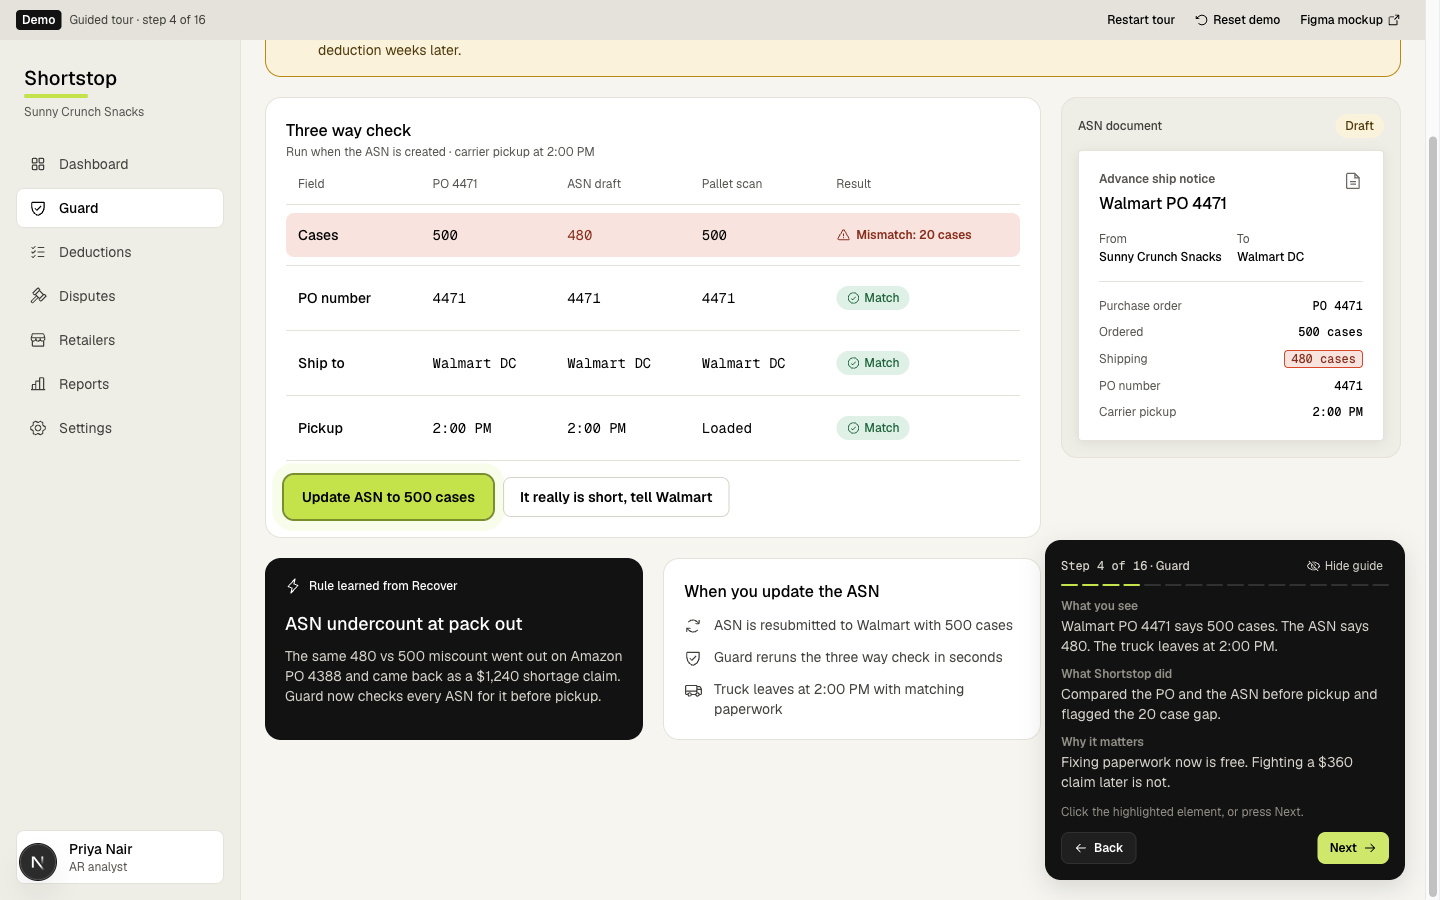 Demo Guided tour · step 4 of 16
Restart tour
Reset demo
Figma mockup
Shortstop
Sunny Crunch Snacks
Dashboard
Guard
Deductions
Disputes
Retailers
Reports
Settings
N
Priya Nair
AR analyst
deduction weeks later.
Three way check
Run when the ASN is created · carrier pickup at 2:00 PM
Field PO 4471 ASN draft Pallet scan Result
Cases 500 480 500 Mismatch: 20 cases
PO number 4471 4471 4471 Match
Ship to Walmart DC Walmart DC Walmart DC Match
Pickup 2:00 PM 2:00 PM Loaded Match
Update ASN to 500 cases
It really is short, tell Walmart
ASN document Draft
Advance ship notice
Walmart PO 4471
From To
Sunny Crunch Snacks Walmart DC
Purchase order PO 4471
Ordered 500 cases
Shipping 480 cases
PO number 4471
Carrier pickup 2:00 PM
Rule learned from Recover
ASN undercount at pack out
The same 480 vs 500 miscount went out on Amazon
PO 4388 and came back as a $1,240 shortage claim.
Guard now checks every ASN for it before pickup.
When you update the ASN
ASN is resubmitted to Walmart with 500 cases
Guard reruns the three way check in seconds
Truck leaves at 2:00 PM with matching
paperwork
Step 4 of 16 · Guard
Hide guide
What you see
Walmart PO 4471 says 500 cases. The ASN says
480. The truck leaves at 2:00 PM.
What Shortstop did
Compared the PO and the ASN before pickup and
flagged the 20 case gap.
Why it matters
Fixing paperwork now is free. Fighting a $360
claim later is not.
Click the highlighted element, or press Next.
Back
Next